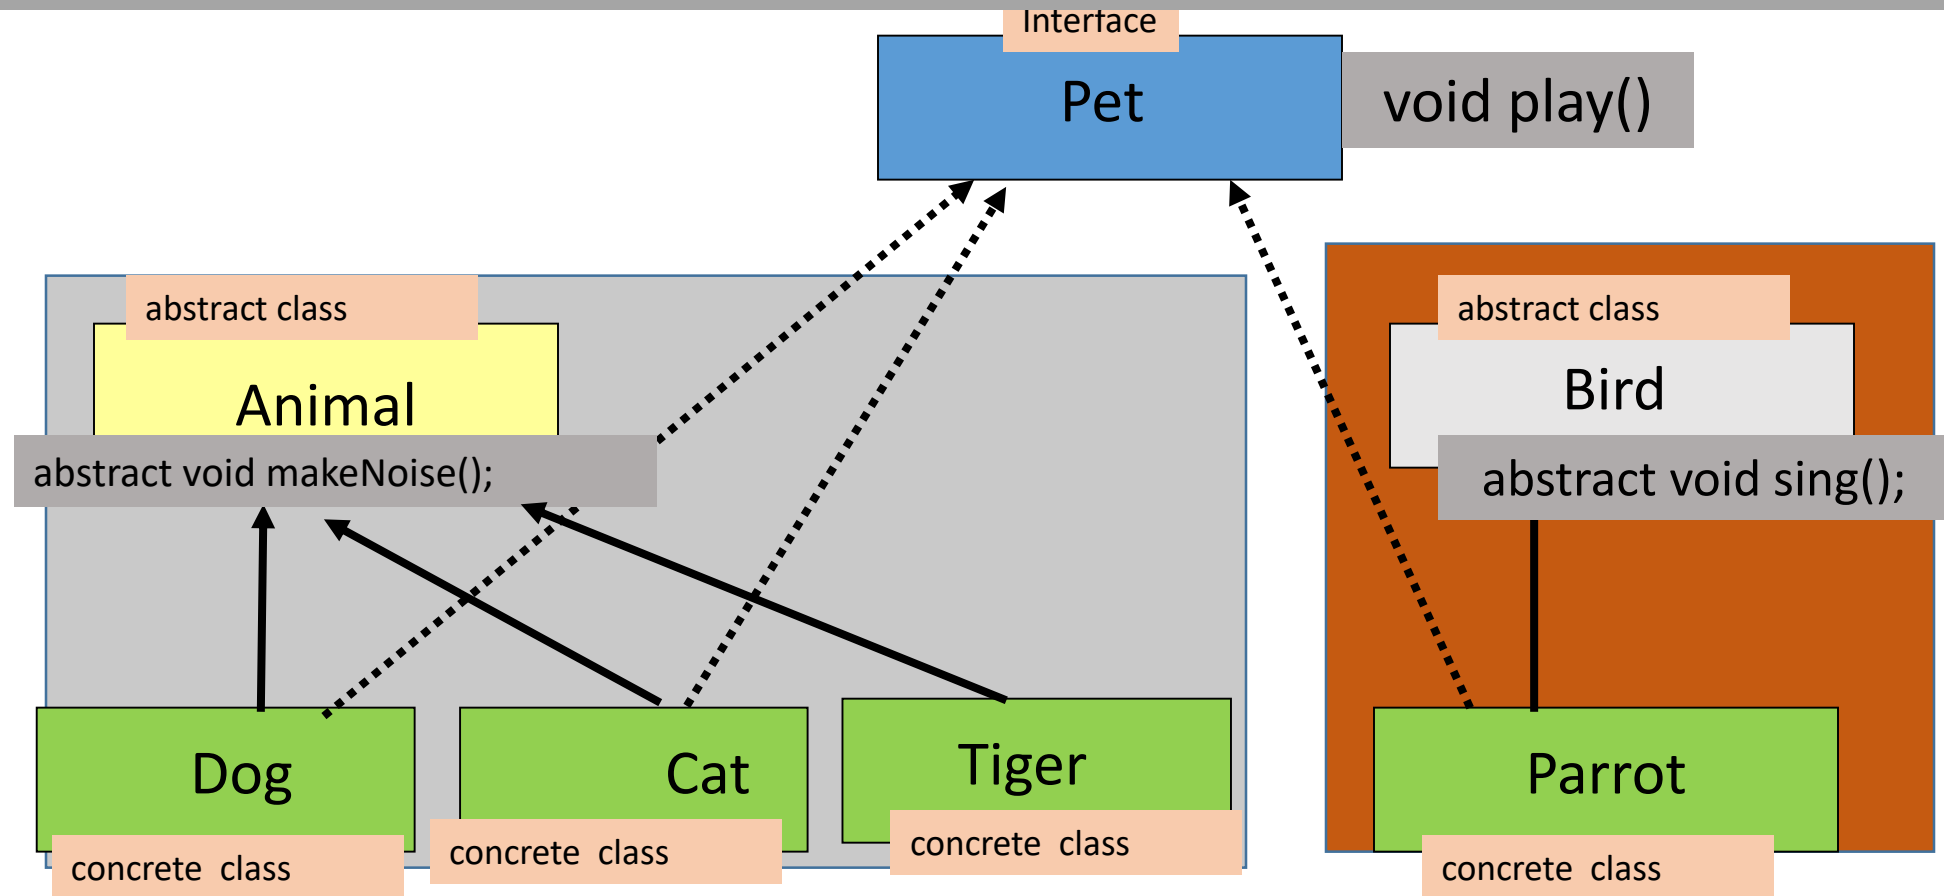 Interface
Pet
void play()
abstract class
Animal
abstract void makeNoise();
abstract class
Bird
abstract void sing();
Dog
concrete class
Cat
concrete class
Tiger
concrete class
Parrot
concrete class